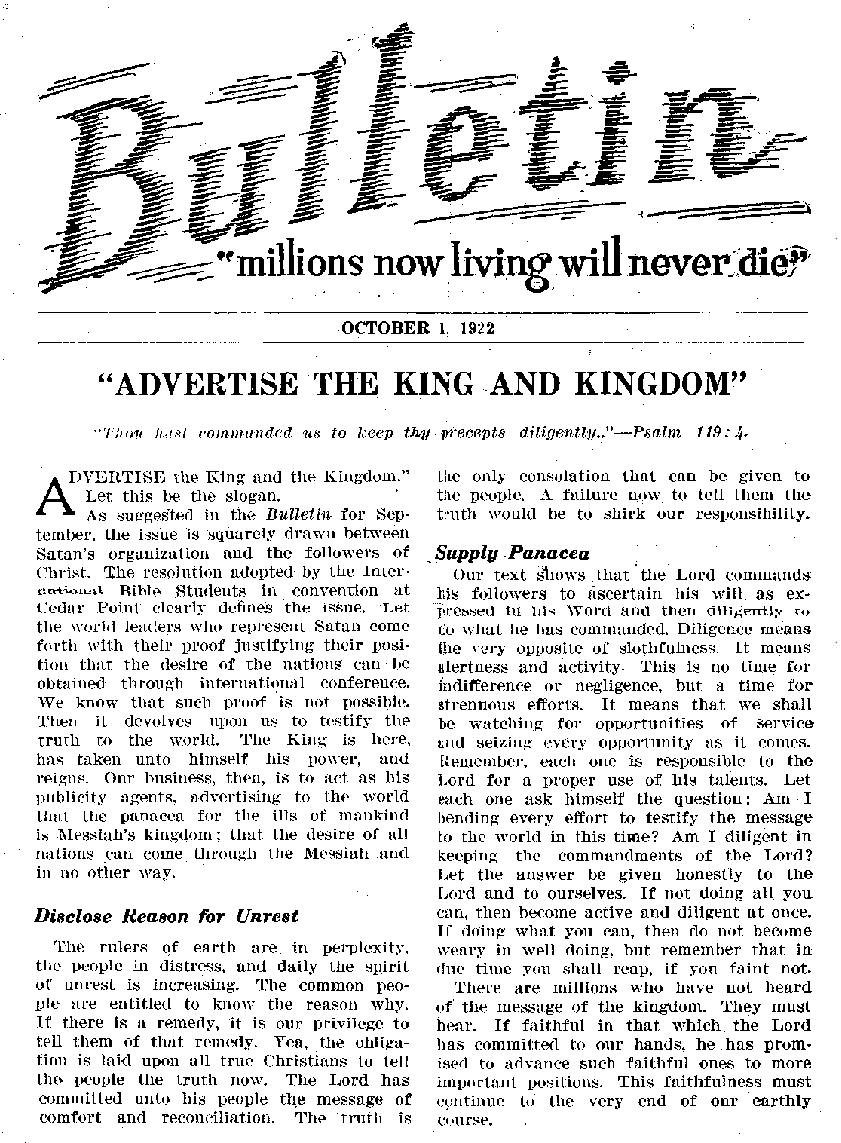 Bulletin
"millions now living will never die"
OCTOBER 1, 1922
"ADVERTISE THE KING AND KINGDOM"
"Thou hast commanded us to keep thy precepts diligently.."—Psalm 119:4.
ADVERTISE the King and the Kingdom."
Let this be the slogan.
As suggested in the Bulletin for Sep-
tember, the issue is squarely drawn between
Satan's organization and the followers of
Christ. The resolution adopted by the Inter-
national Bible Students in convention at
Cedar Point clearly defines the issue. Let
the world leaders who represent Satan come
forth with their proof justifying their posi-
tion that the desire of the nations can be
obtained through international conference.
We know that such proof is not possible.
Then it devolves upon us to testify the
truth to the world. The King is here,
has taken unto himself his power, and
reigns. Our business, then, is to act as his
publicity agents, advertising to the world
that the panacea for the ills of mankind
is Messiah's kingdom; that the desire of all
nations can come through the Messiah and
in no other way.
Disclose Reason for Unrest
The rulers of earth are in perplexity,
the people in distress, and daily the spirit
of unrest is increasing. The common peo-
ple are entitled to know the reason why.
If there is a remedy, it is our privilege to
tell them of that remedy. Yea, the obliga-
tion is laid upon all true Christians to tell
the people the truth now. The Lord has
committed unto his people the message of
comfort and reconciliation. The truth is
the only consolation that can be given to
the people. A failure now to tell them the
truth would be to shirk our responsibility.
Supply Panacea
Our text shows that the Lord commands
his followers to ascertain his will as ex-
pressed in his Word and then diligently to
do what he has commanded. Diligence means
the very opposite of slothfulness. It means
alertness and activity. This is no time for
indifference or negligence, but a time for
strenuous efforts. It means that we shall
be watching for opportunities of service
and seizing every opportunity as it comes.
Remember, each one is responsible to the
Lord for a proper use of his talents. Let
each one ask himself the question: Am I
bending every effort to testify the message
to the world in this time? Am I diligent in
keeping the commandments of the Lord?
Let the answer be given honestly to the
Lord and to ourselves. If not doing all you
can, then become active and diligent at once.
If doing what you can, then do not become
weary in well doing, but remember that in
due time you shall reap, if you faint not.
There are millions who have not heard
of the message of the kingdom. They must
hear. If faithful in that which the Lord
has committed to our hands, he has prom-
ised to advance such faithful ones to more
important positions. This faithfulness must
continue to the very end of our earthly
course.